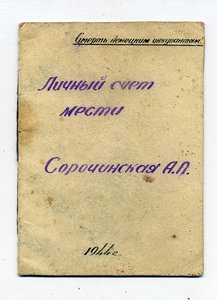 Смерть немецким оккупантам
Личный счет
мести
Сорочинская А.П.
1944г.